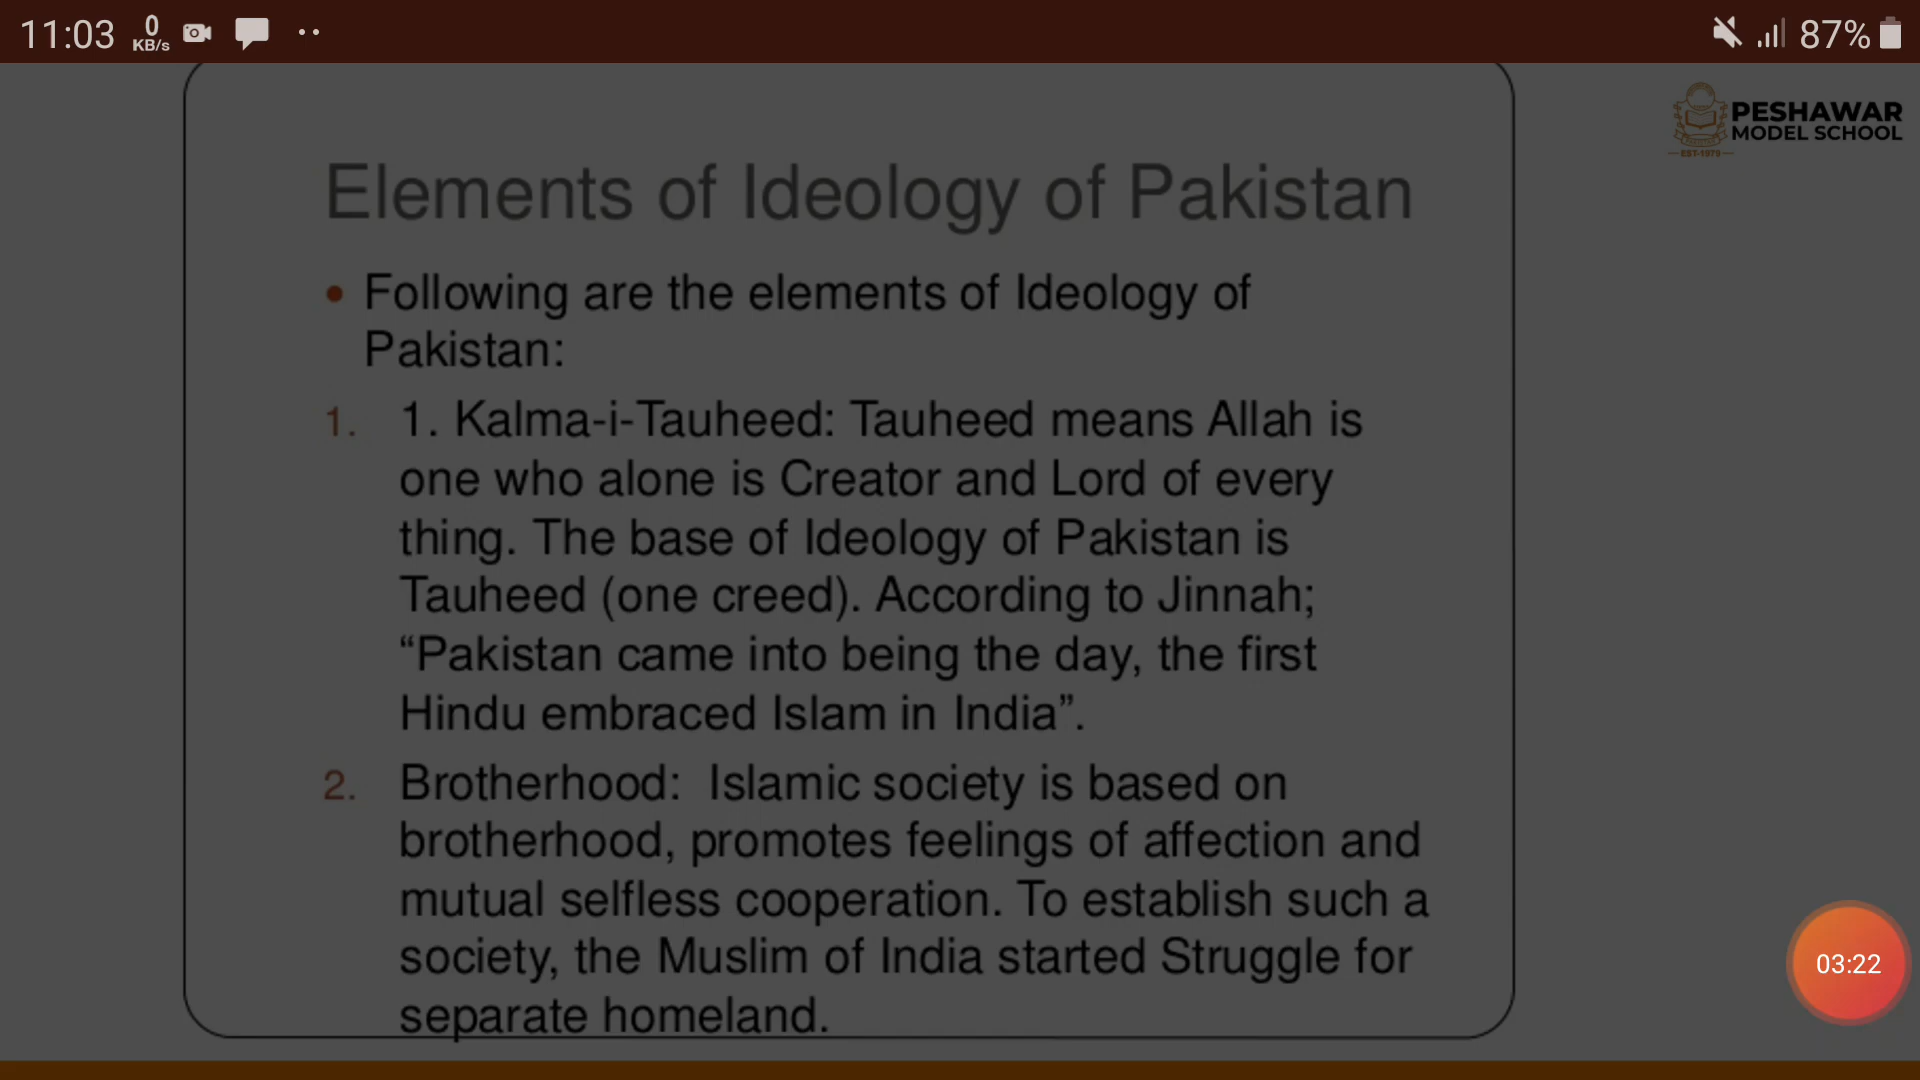 11:03 0 KB/s 87%
PESHAWAR
MODEL SCHOOL
EST-1979
Elements of Ideology of Pakistan
• Following are the elements of Ideology of
Pakistan:
1. 1. Kalma-i-Tauheed: Tauheed means Allah is
one who alone is Creator and Lord of every
thing. The base of Ideology of Pakistan is
Tauheed (one creed). According to Jinnah;
“Pakistan came into being the day, the first
Hindu embraced Islam in India”.
2. Brotherhood: Islamic society is based on
brotherhood, promotes feelings of affection and
mutual selfless cooperation. To establish such a
society, the Muslim of India started Struggle for
separate homeland.
03:22